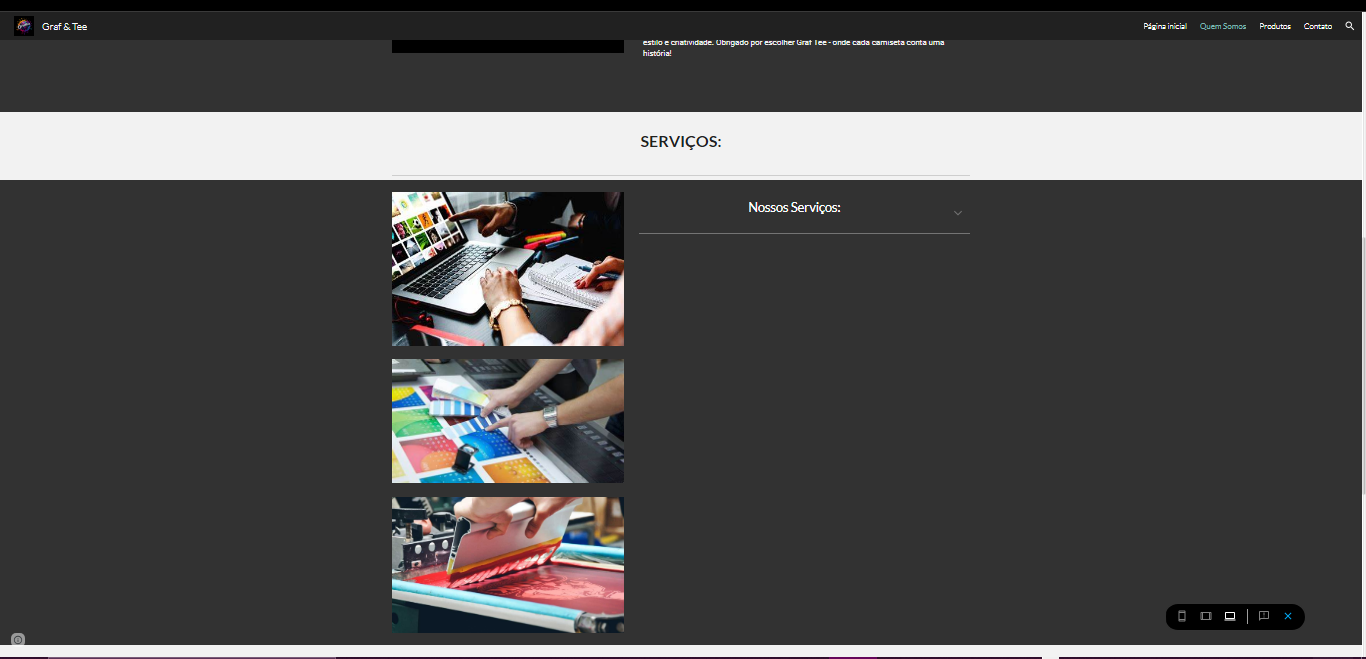 Graf & Tee
Página inicial
Quem Somos
Produtos
Contato
estilo e criatividade. Obrigado por escolher Graf Tee - onde cada camiseta conta uma
história!
SERVIÇOS:
Nossos Serviços: